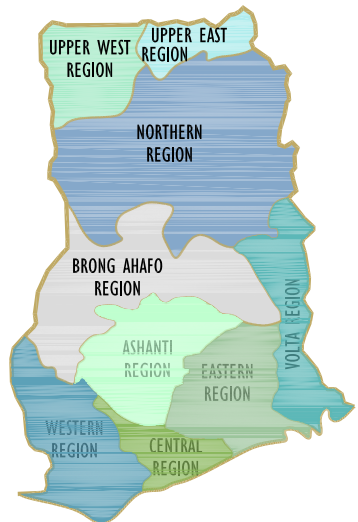 UPPER WEST
REGION
UPPER EAST
REGION
NORTHERN
REGION
BRONG AHAFO
REGION
ASHANTI
REGION
EASTERN
REGION
VOLTA REGION
WESTERN
REGION
CENTRAL
REGION